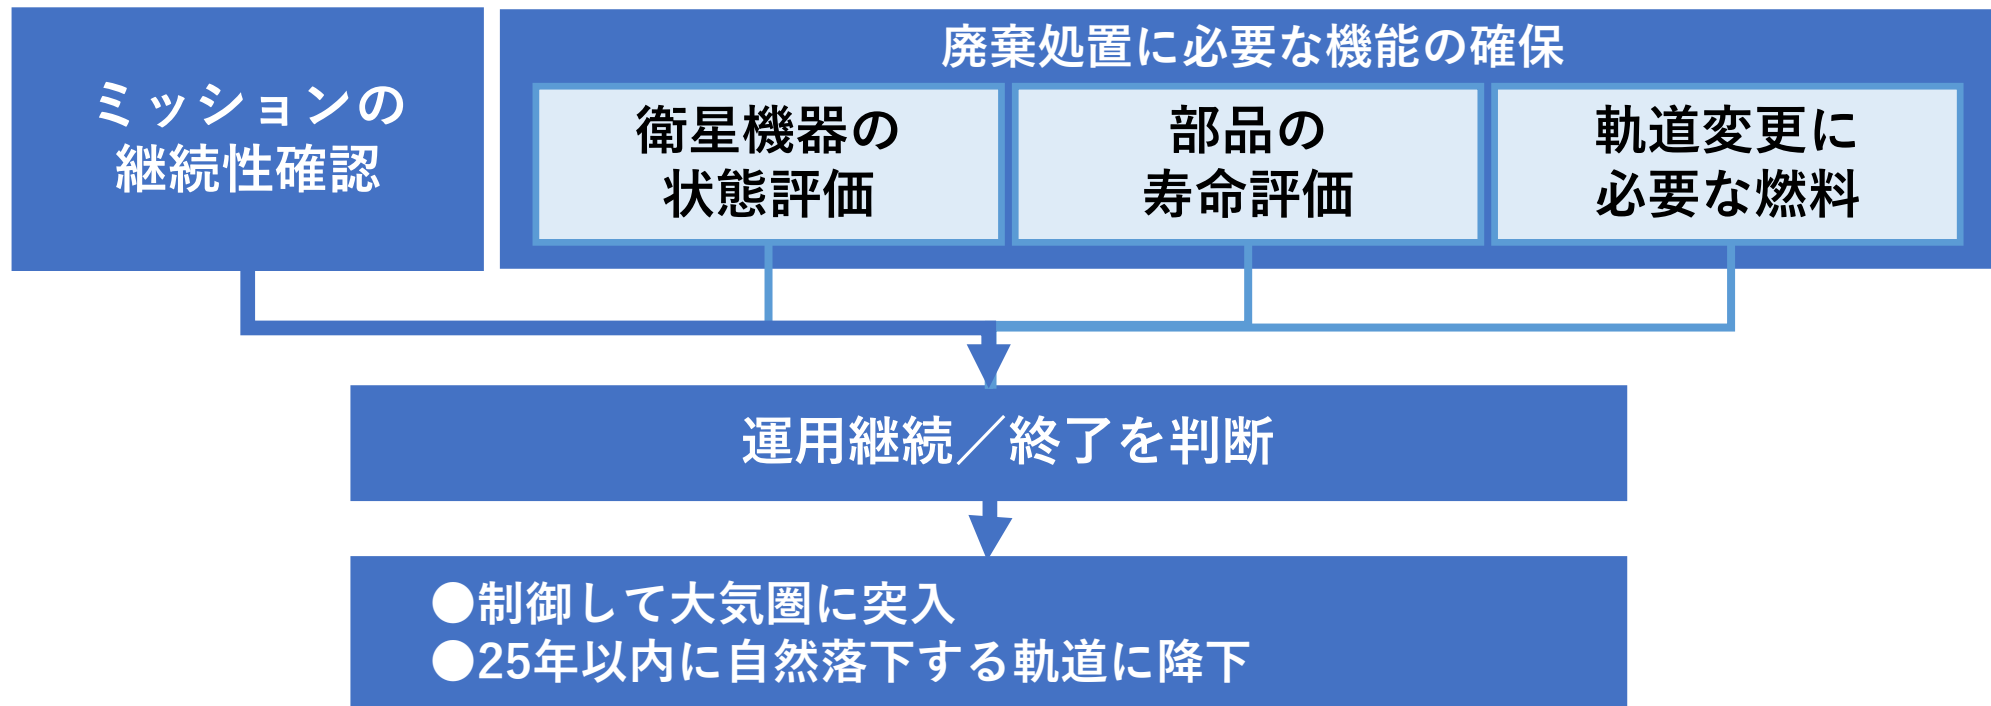 ミッションの
継続性確認
廃棄処置に必要な機能の確保
衛星機器の
状態評価
部品の
寿命評価
軌道変更に
必要な燃料
運用継続／終了を判断
●制御して大気圏に突入
●25年以内に自然落下する軌道に降下